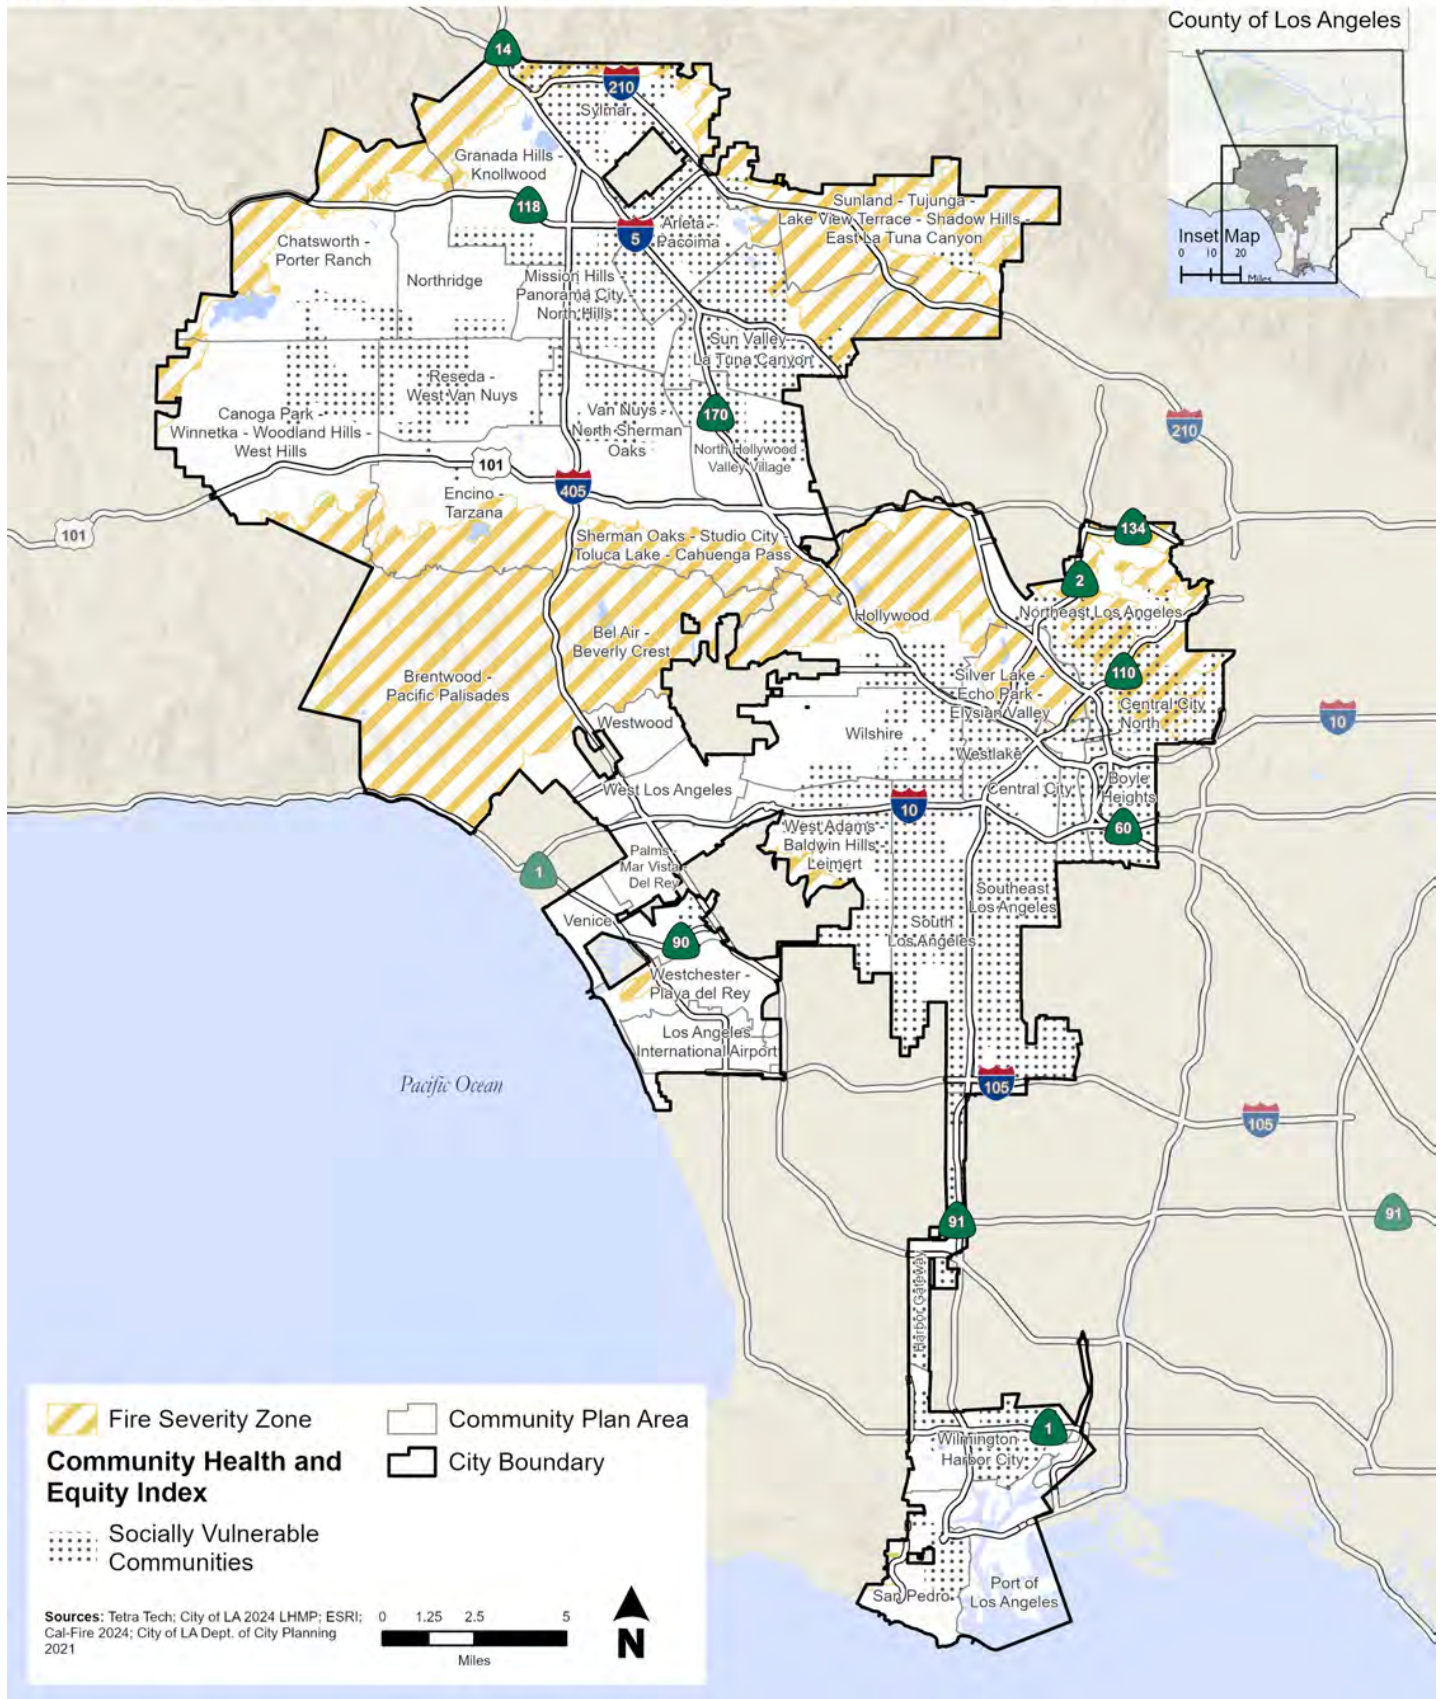 County of Los Angeles
Inset Map
0 10 20
Miles
14
210
Sylmar
Granada Hills -
Knollwood
118
5
Arleta -
Pacoima
Sunland - Tujunga -
Lake View Terrace - Shadow Hills -
East La Tuna Canyon
Chatsworth -
Porter Ranch
Northridge
Mission Hills -
Panorama City -
North Hills
Sun Valley -
La Tuna Canyon
Reseda -
West Van Nuys
Canoga Park -
Winnetka - Woodland Hills -
West Hills
Van Nuys -
North Sherman
Oaks
170
North Hollywood -
Valley Village
210
101
405
Encino -
Tarzana
101
134
Sherman Oaks - Studio City -
Toluca Lake - Cahuenga Pass
2
Hollywood
Northeast Los Angeles
Bel Air -
Beverly Crest
Brentwood -
Pacific Palisades
Silver Lake -
Echo Park -
Elysian Valley
110
Central City
North
10
Westwood
Wilshire
Westlake
West Los Angeles
Central City
Boyle
Heights
10
60
West Adams -
Baldwin Hills -
Leimert
Palms -
Mar Vista -
Del Rey
1
Southeast
Los Angeles
Venice
South
Los Angeles
90
Westchester -
Playa del Rey
Los Angeles
International Airport
Pacific Ocean
105
105
91
91
Harbor Gateway
1
Wilmington -
Harbor City
San Pedro
Port of
Los Angeles
Fire Severity Zone
Community Plan Area
Community Health and
Equity Index
City Boundary
Socially Vulnerable
Communities
Sources: Tetra Tech; City of LA 2024 LHMP; ESRI;
Cal-Fire 2024; City of LA Dept. of City Planning
2021
0 1.25 2.5 5
Miles
N